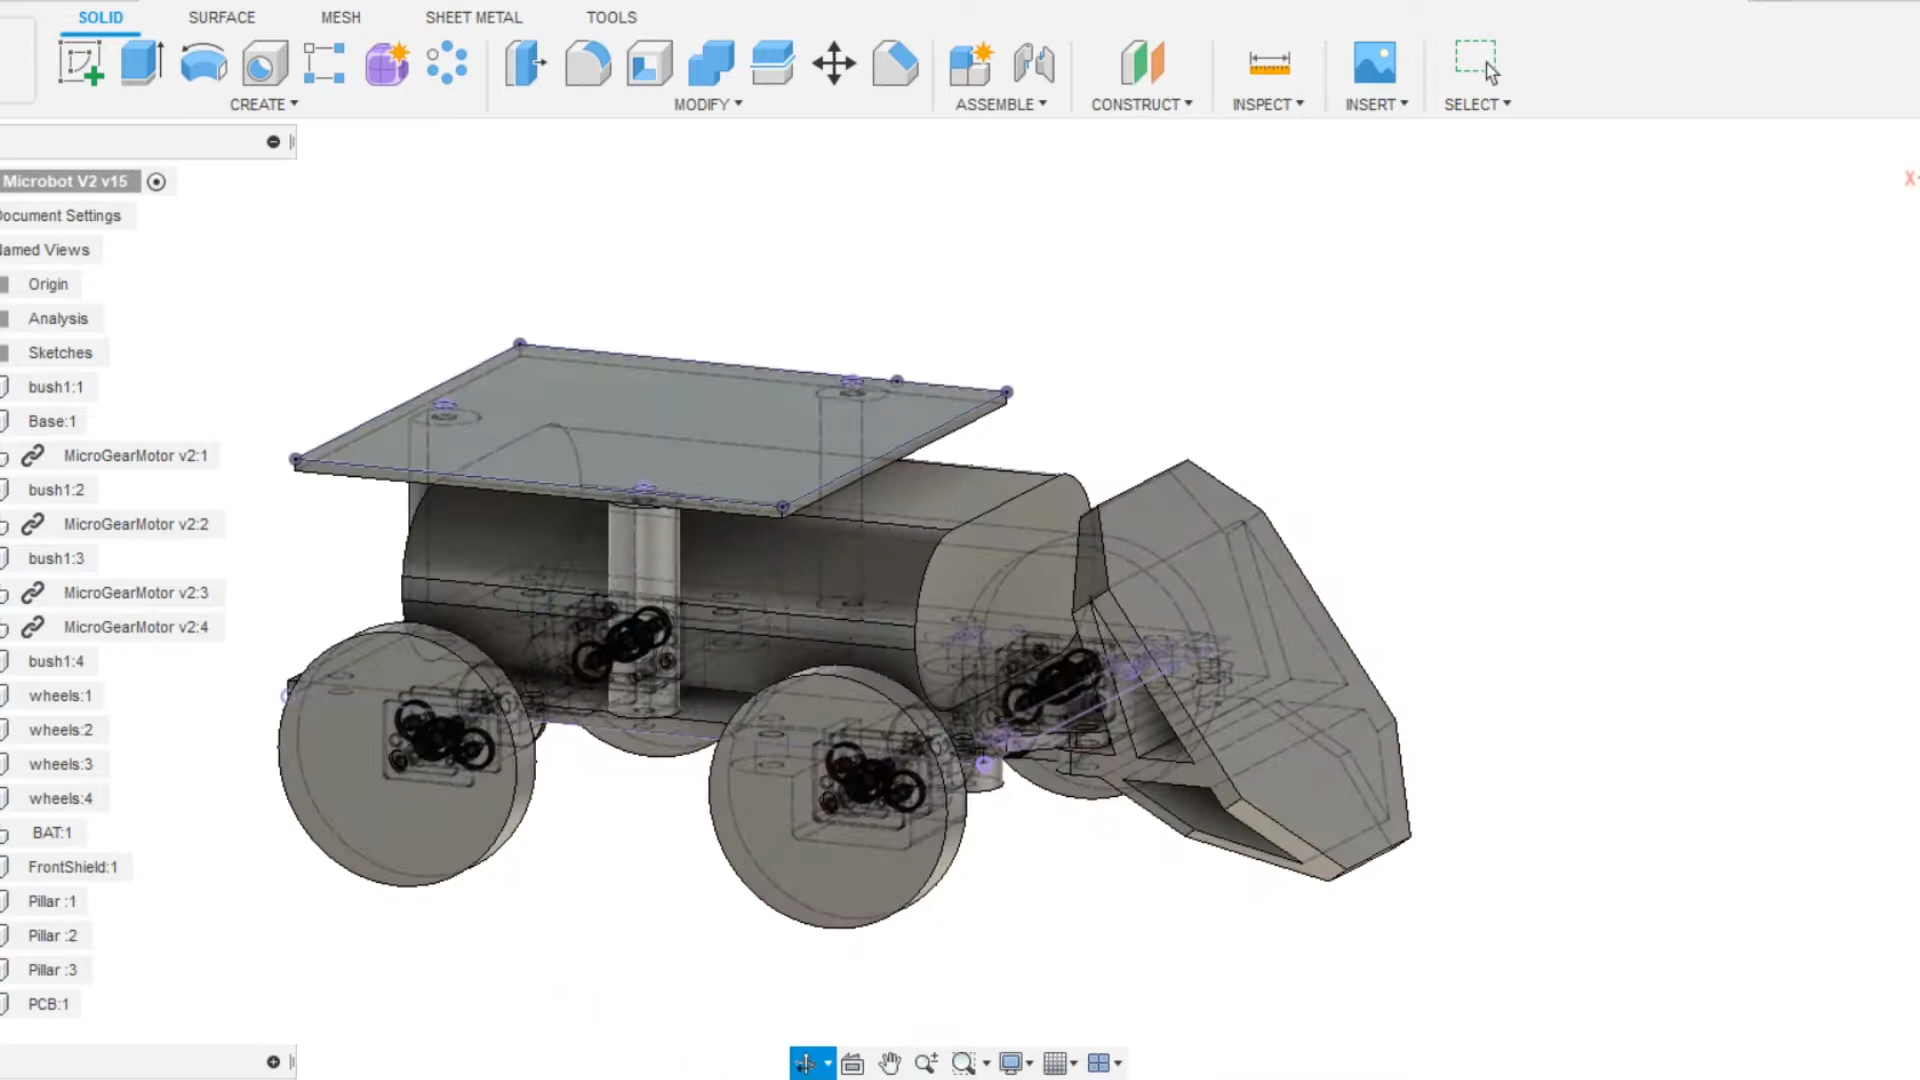 SOLID SURFACE MESH SHEET METAL TOOLS
CREATE MODIFY ASSEMBLE CONSTRUCT INSPECT INSERT SELECT
Microbot V2 v15
Document Settings
Named Views
Origin
Analysis
Sketches
bush1:1
Base:1
MicroGearMotor v2:1
bush1:2
MicroGearMotor v2:2
bush1:3
MicroGearMotor v2:3
MicroGearMotor v2:4
bush1:4
wheels:1
wheels:2
wheels:3
wheels:4
BAT:1
FrontShield:1
Pillar :1
Pillar :2
Pillar :3
PCB:1
X